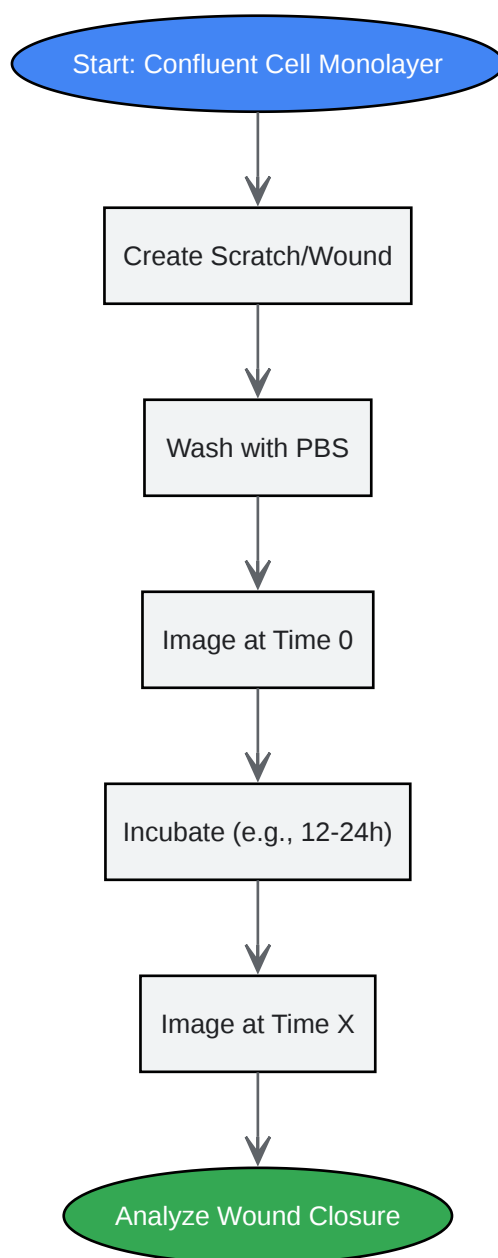 Start: Confluent Cell Monolayer
Create Scratch/Wound
Wash with PBS
Image at Time 0
Incubate (e.g., 12-24h)
Image at Time X
Analyze Wound Closure